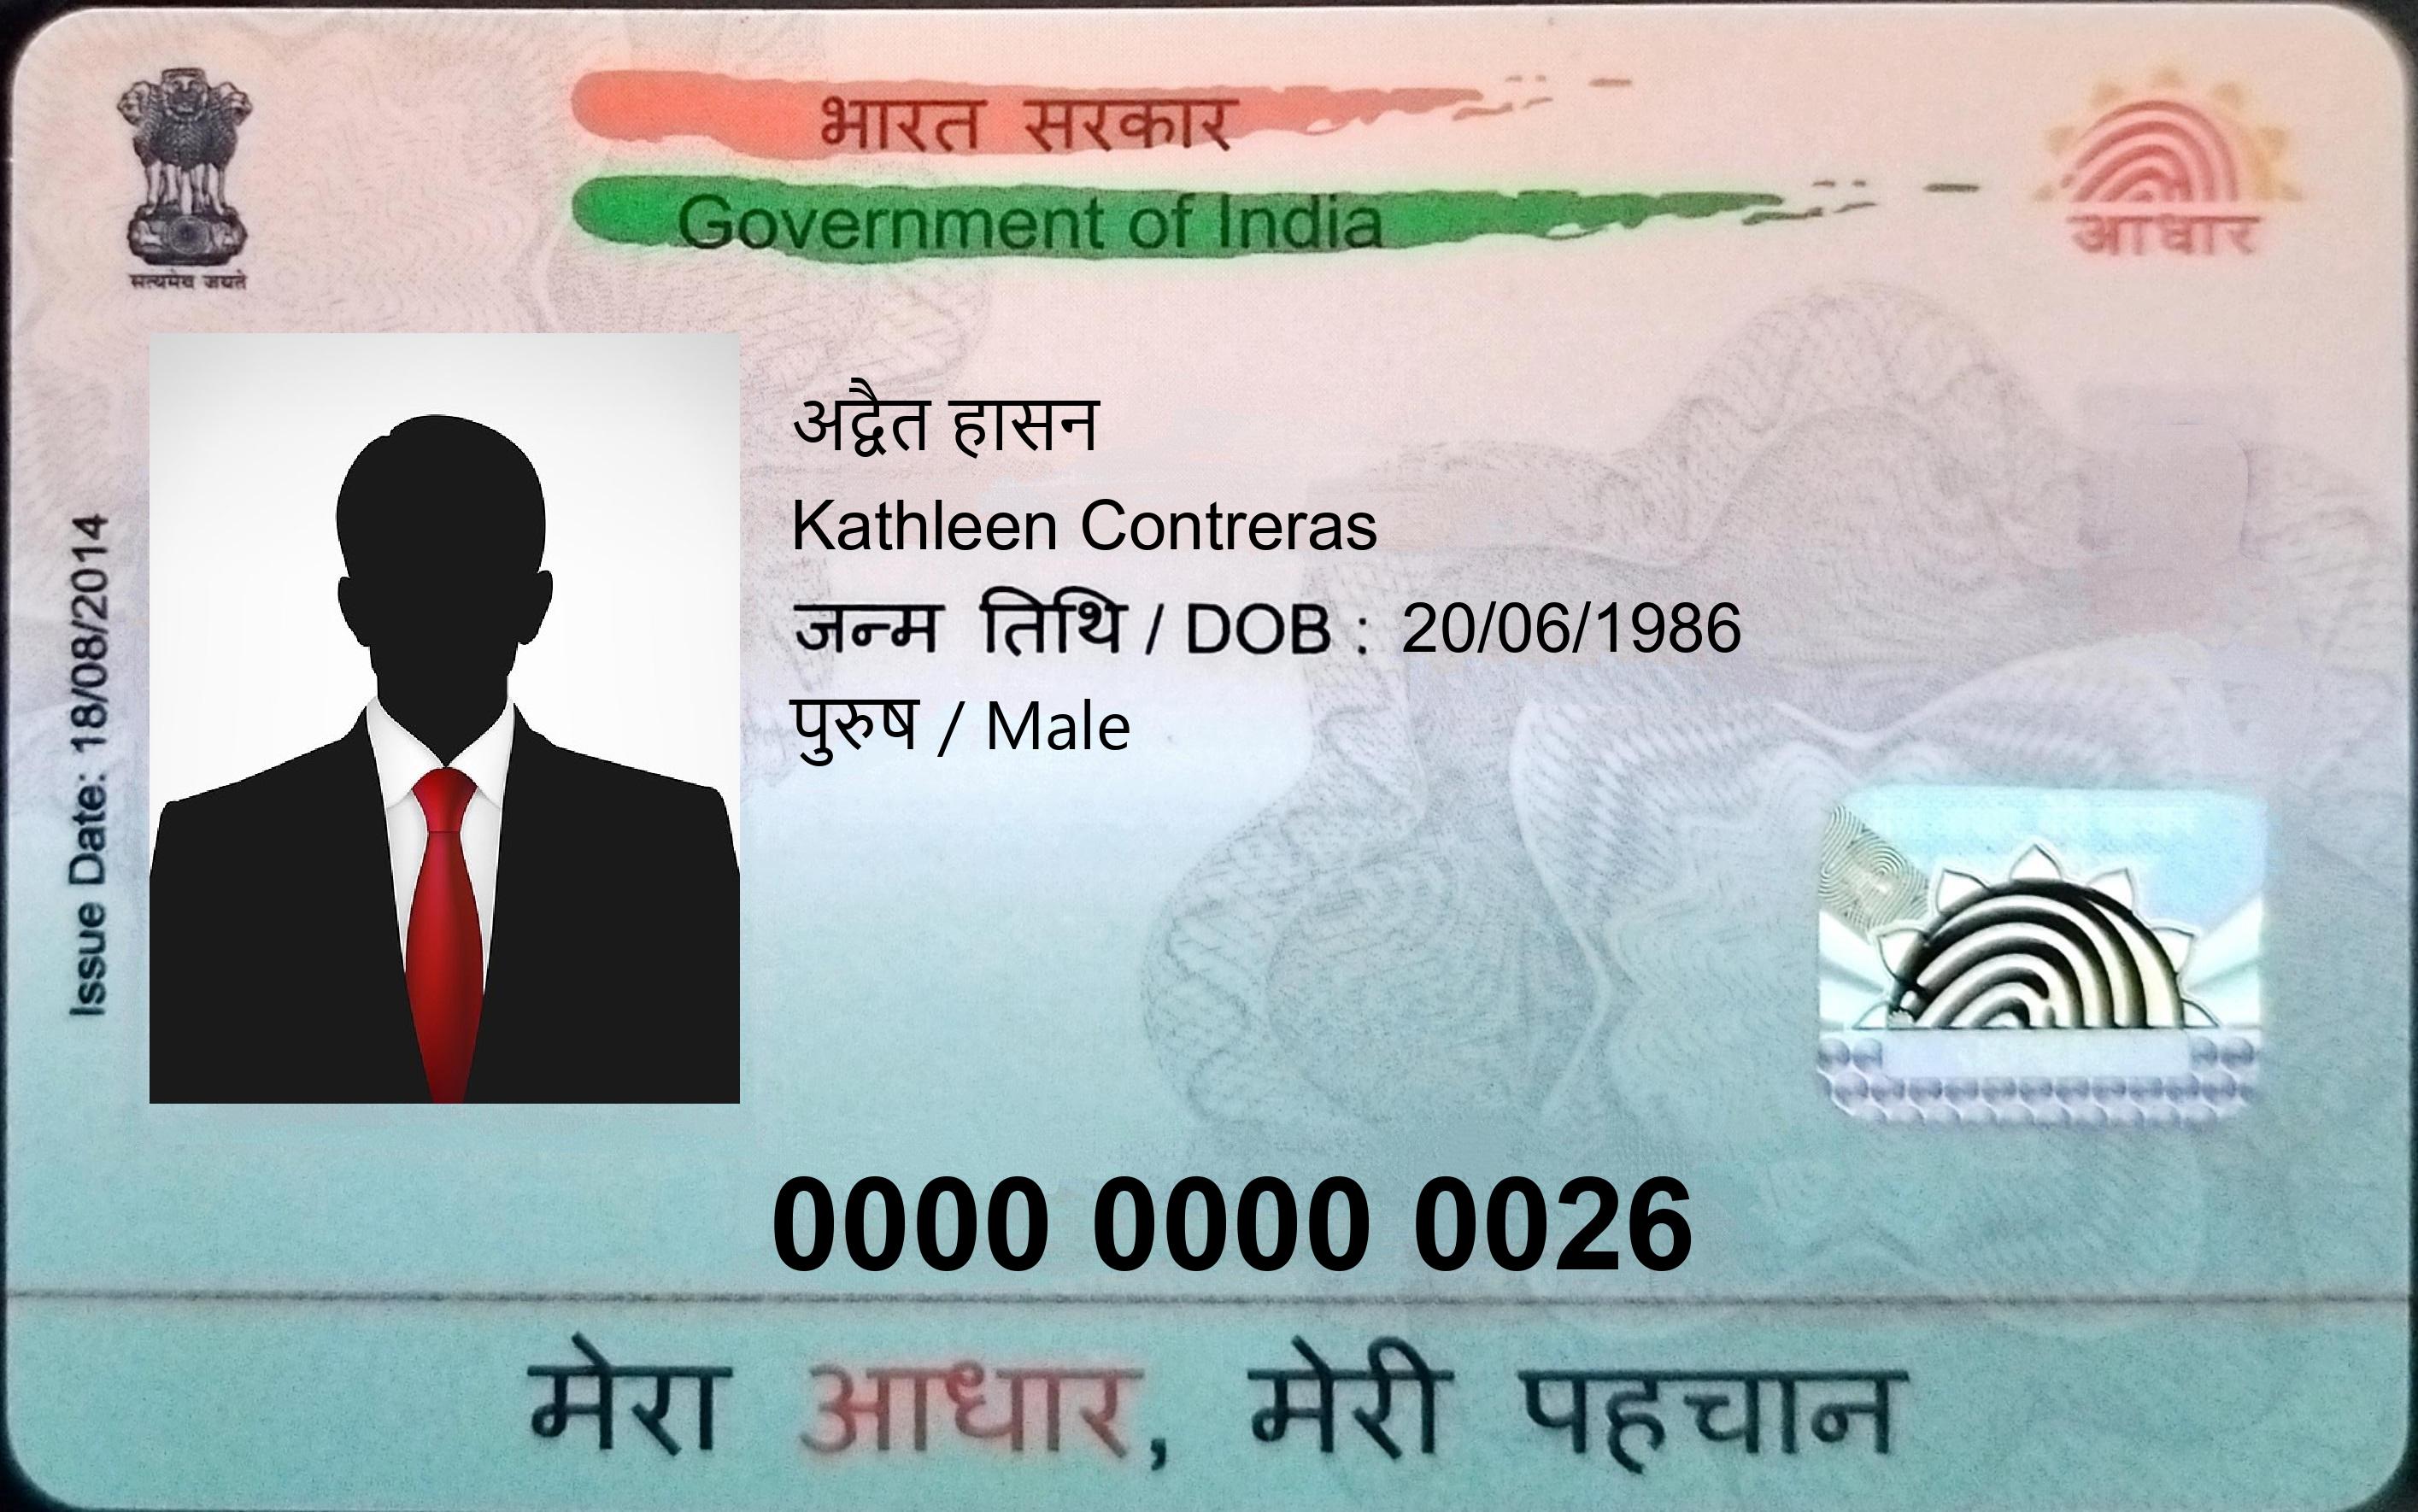 भारत सरकार
Government of India
सत्यमेव जयते
आधार
अद्वैत हासन
Kathleen Contreras
जन्म तिथि / DOB : 20/06/1986
पुरुष / Male
Issue Date: 18/08/2014
0000 0000 0026
मेरा आधार, मेरी पहचान